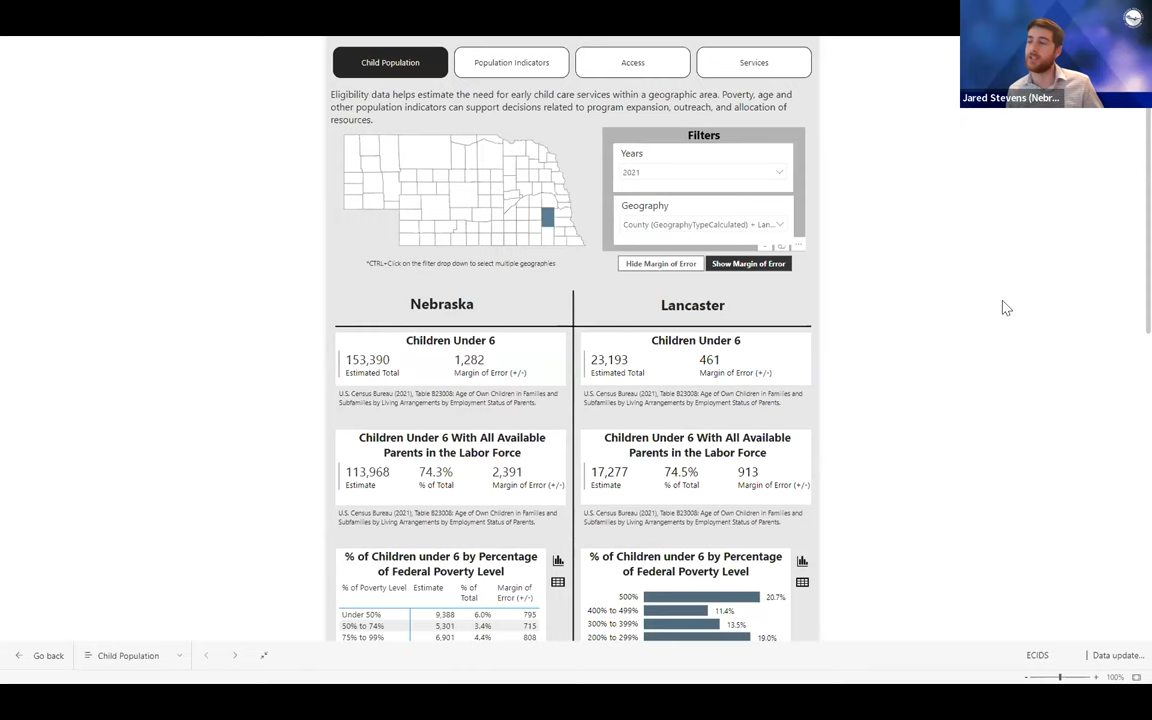 Jared Stevens (Nebr...
Child Population
Population Indicators
Access
Services
Eligibility data helps estimate the need for early child care services within a geographic area. Poverty, age and
other population indicators can support decisions related to program expansion, outreach, and allocation of
resources.
Filters
Years
2021
Geography
County (GeographyTypeCalculated) + Lan...
*CTRL+Click on the filter drop down to select multiple geographies
Hide Margin of Error
Show Margin of Error
Nebraska
Lancaster
Children Under 6
153,390 1,282
Estimated Total Margin of Error (+/-)
Children Under 6
23,193 461
Estimated Total Margin of Error (+/-)
U.S. Census Bureau (2021), Table B23008: Age of Own Children in Families and
Subfamilies by Living Arrangements by Employment Status of Parents.
U.S. Census Bureau (2021), Table B23008: Age of Own Children in Families and
Subfamilies by Living Arrangements by Employment Status of Parents.
Children Under 6 With All Available
Parents in the Labor Force
113,968 74.3% 2,391
Estimate % of Total Margin of Error (+/-)
Children Under 6 With All Available
Parents in the Labor Force
17,277 74.5% 913
Estimate % of Total Margin of Error (+/-)
U.S. Census Bureau (2021), Table B23008: Age of Own Children in Families and
Subfamilies by Living Arrangements by Employment Status of Parents.
U.S. Census Bureau (2021), Table B23008: Age of Own Children in Families and
Subfamilies by Living Arrangements by Employment Status of Parents.
% of Children under 6 by Percentage
of Federal Poverty Level
% of Poverty Level Estimate % of Margin of
Total Error (+/-)
Under 50% 9,388 6.0% 795
50% to 74% 5,301 3.4% 715
75% to 99% 6,901 4.4% 808
% of Children under 6 by Percentage
of Federal Poverty Level
500% 20.7%
400% to 499% 11.4%
300% to 399% 13.5%
200% to 299% 19.0%
Go back
Child Population
ECIDS
Data update...
100%